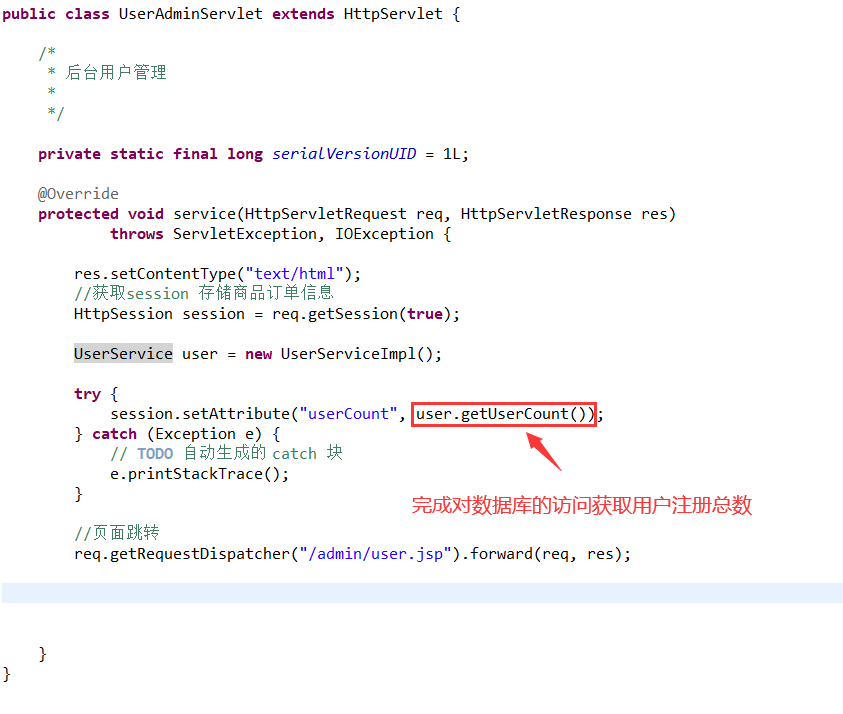 public class UserAdminServlet extends HttpServlet {
/*
* 后台用户管理
*
*/
private static final long serialVersionUID = 1L;
@Override
protected void service(HttpServletRequest req, HttpServletResponse res)
throws ServletException, IOException {
res.setContentType("text/html");
//获取session 存储商品订单信息
HttpSession session = req.getSession(true);
UserService user = new UserServiceImpl();
try {
session.setAttribute("userCount", user.getUserCount());
} catch (Exception e) {
// TODO 自动生成的 catch 块
e.printStackTrace();
}
完成对数据库的访问获取用户注册总数
//页面跳转
req.getRequestDispatcher("/admin/user.jsp").forward(req, res);
}
}